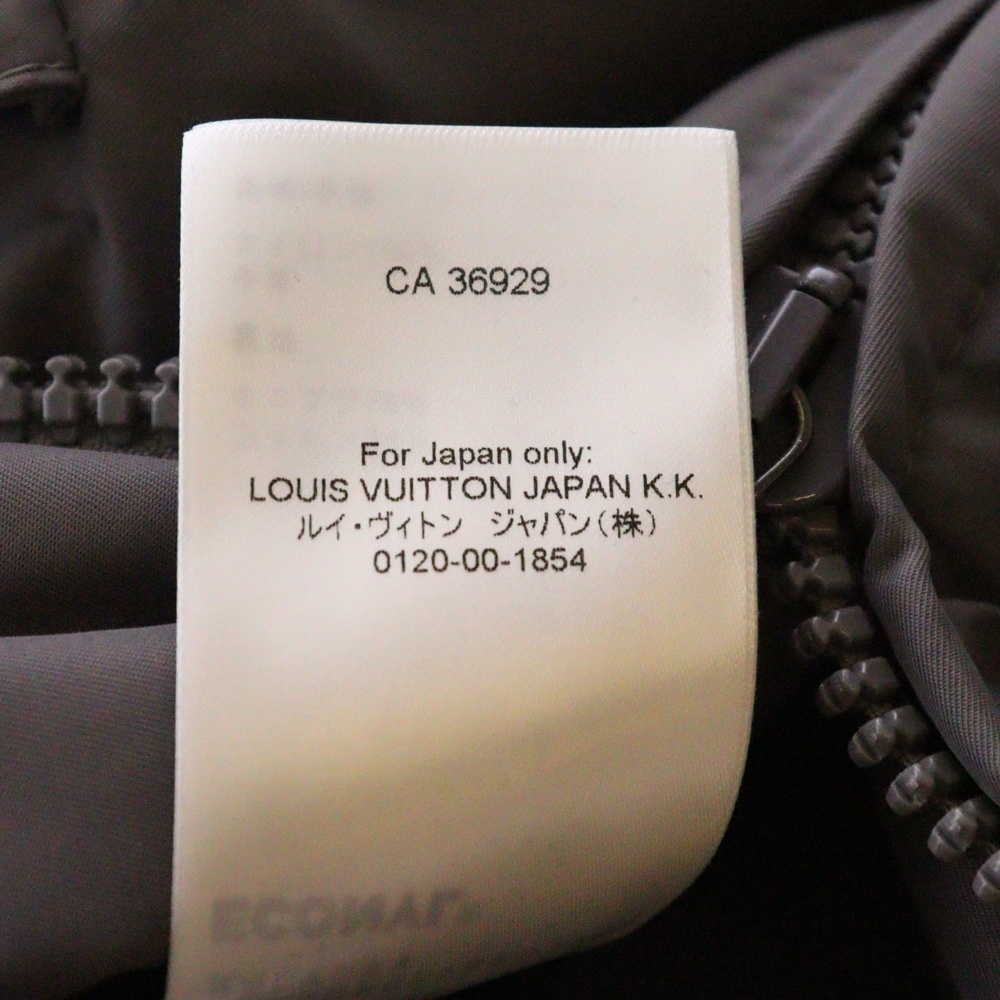 CA 36929
For Japan only:
LOUIS VUITTON JAPAN K.K.
ルイ・ヴィトン　ジャパン（株）
0120-00-1854